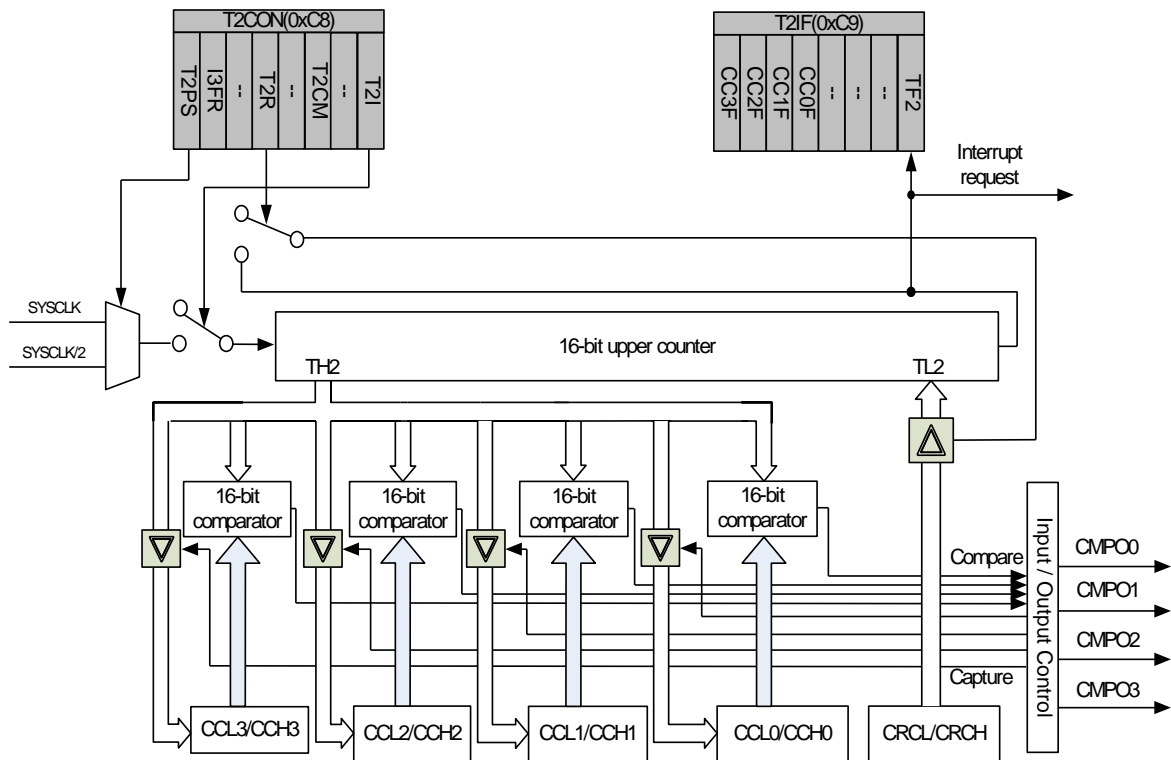 T2CON(0xC8)
T2PS
I3FR
--
T2R
--
T2CM
--
T2I
T2IF(0xC9)
CC3F
CC2F
CC1F
CC0F
--
--
--
TF2
Interrupt
request
SYSCLK
SYSCLK/2
16-bit upper counter
TH2
TL2
16-bit
comparator
16-bit
comparator
16-bit
comparator
16-bit
comparator
Compare
Capture
Input / Output Control
CMPO0
CMPO1
CMPO2
CMPO3
CCL3/CCH3
CCL2/CCH2
CCL1/CCH1
CCL0/CCH0
CRCL/CRCH